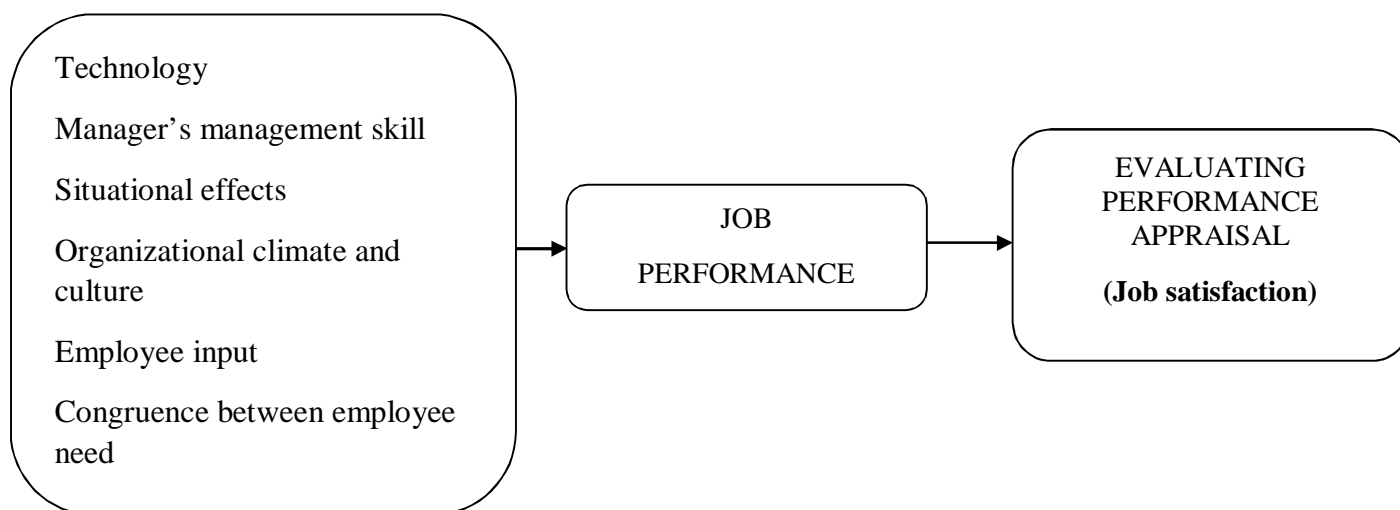 Technology
Manager’s management skill
Situational effects
Organizational climate and
culture
Employee input
Congruence between employee
need
JOB
PERFORMANCE
EVALUATING
PERFORMANCE
APPRAISAL
(Job satisfaction)